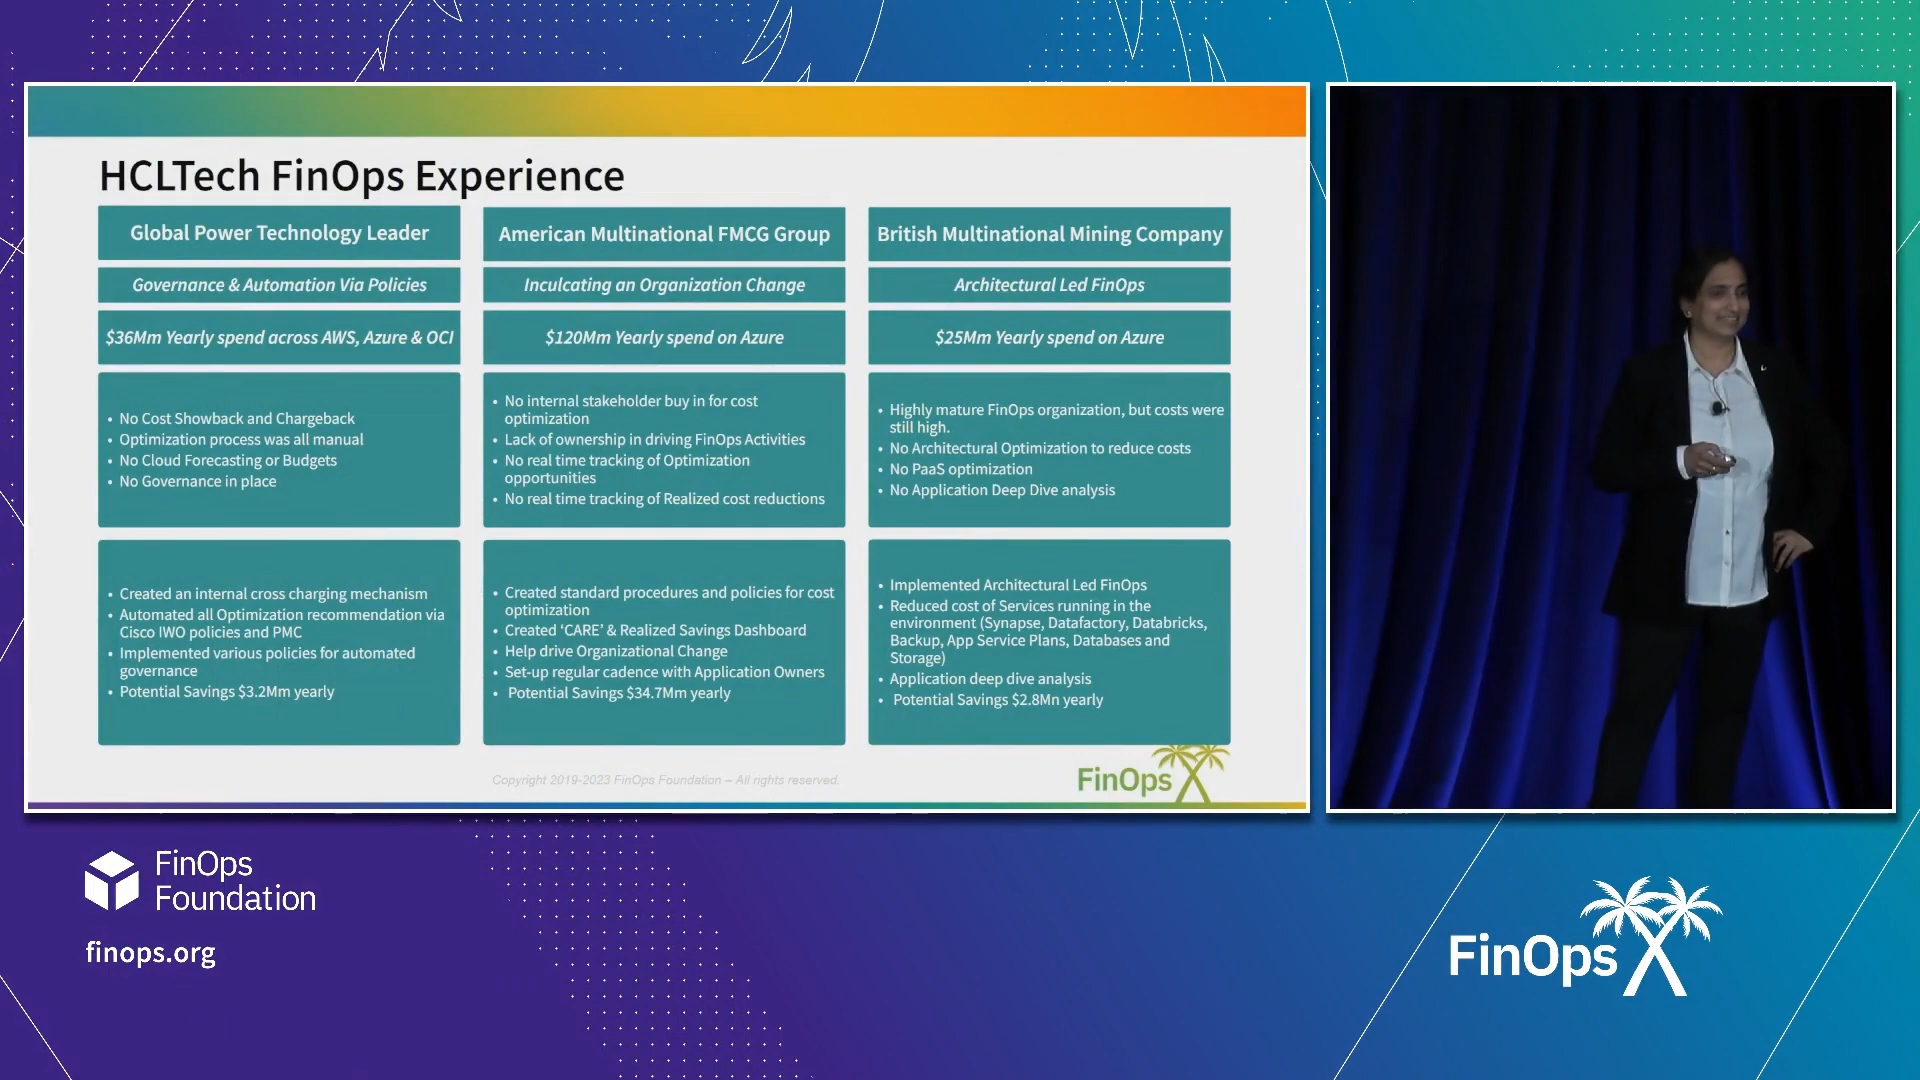 HCLTech FinOps Experience
Global Power Technology Leader
Governance & Automation Via Policies
$36Mm Yearly spend across AWS, Azure & OCI
• No Cost Showback and Chargeback
• Optimization process was all manual
• No Cloud Forecasting or Budgets
• No Governance in place
• Created an internal cross charging mechanism
• Automated all Optimization recommendation via
Cisco IWO policies and PMC
• Implemented various policies for automated
governance
• Potential Savings $3.2Mm yearly
American Multinational FMCG Group
Inculcating an Organization Change
$120Mm Yearly spend on Azure
• No internal stakeholder buy in for cost
optimization
• Lack of ownership in driving FinOps Activities
• No real time tracking of Optimization
opportunities
• No real time tracking of Realized cost reductions
• Created standard procedures and policies for cost
optimization
• Created ‘CARE’ & Realized Savings Dashboard
• Help drive Organizational Change
• Set-up regular cadence with Application Owners
• Potential Savings $34.7Mm yearly
British Multinational Mining Company
Architectural Led FinOps
$25Mm Yearly spend on Azure
• Highly mature FinOps organization, but costs were
still high.
• No Architectural Optimization to reduce costs
• No PaaS optimization
• No Application Deep Dive analysis
• Implemented Architectural Led FinOps
• Reduced cost of Services running in the
environment (Synapse, Datafactory, Databricks,
Backup, App Service Plans, Databases and
Storage)
• Application deep dive analysis
• Potential Savings $2.8Mn yearly
Copyright 2019-2023 FinOps Foundation – All rights reserved.
FinOps X
FinOps
Foundation
finops.org
FinOps X